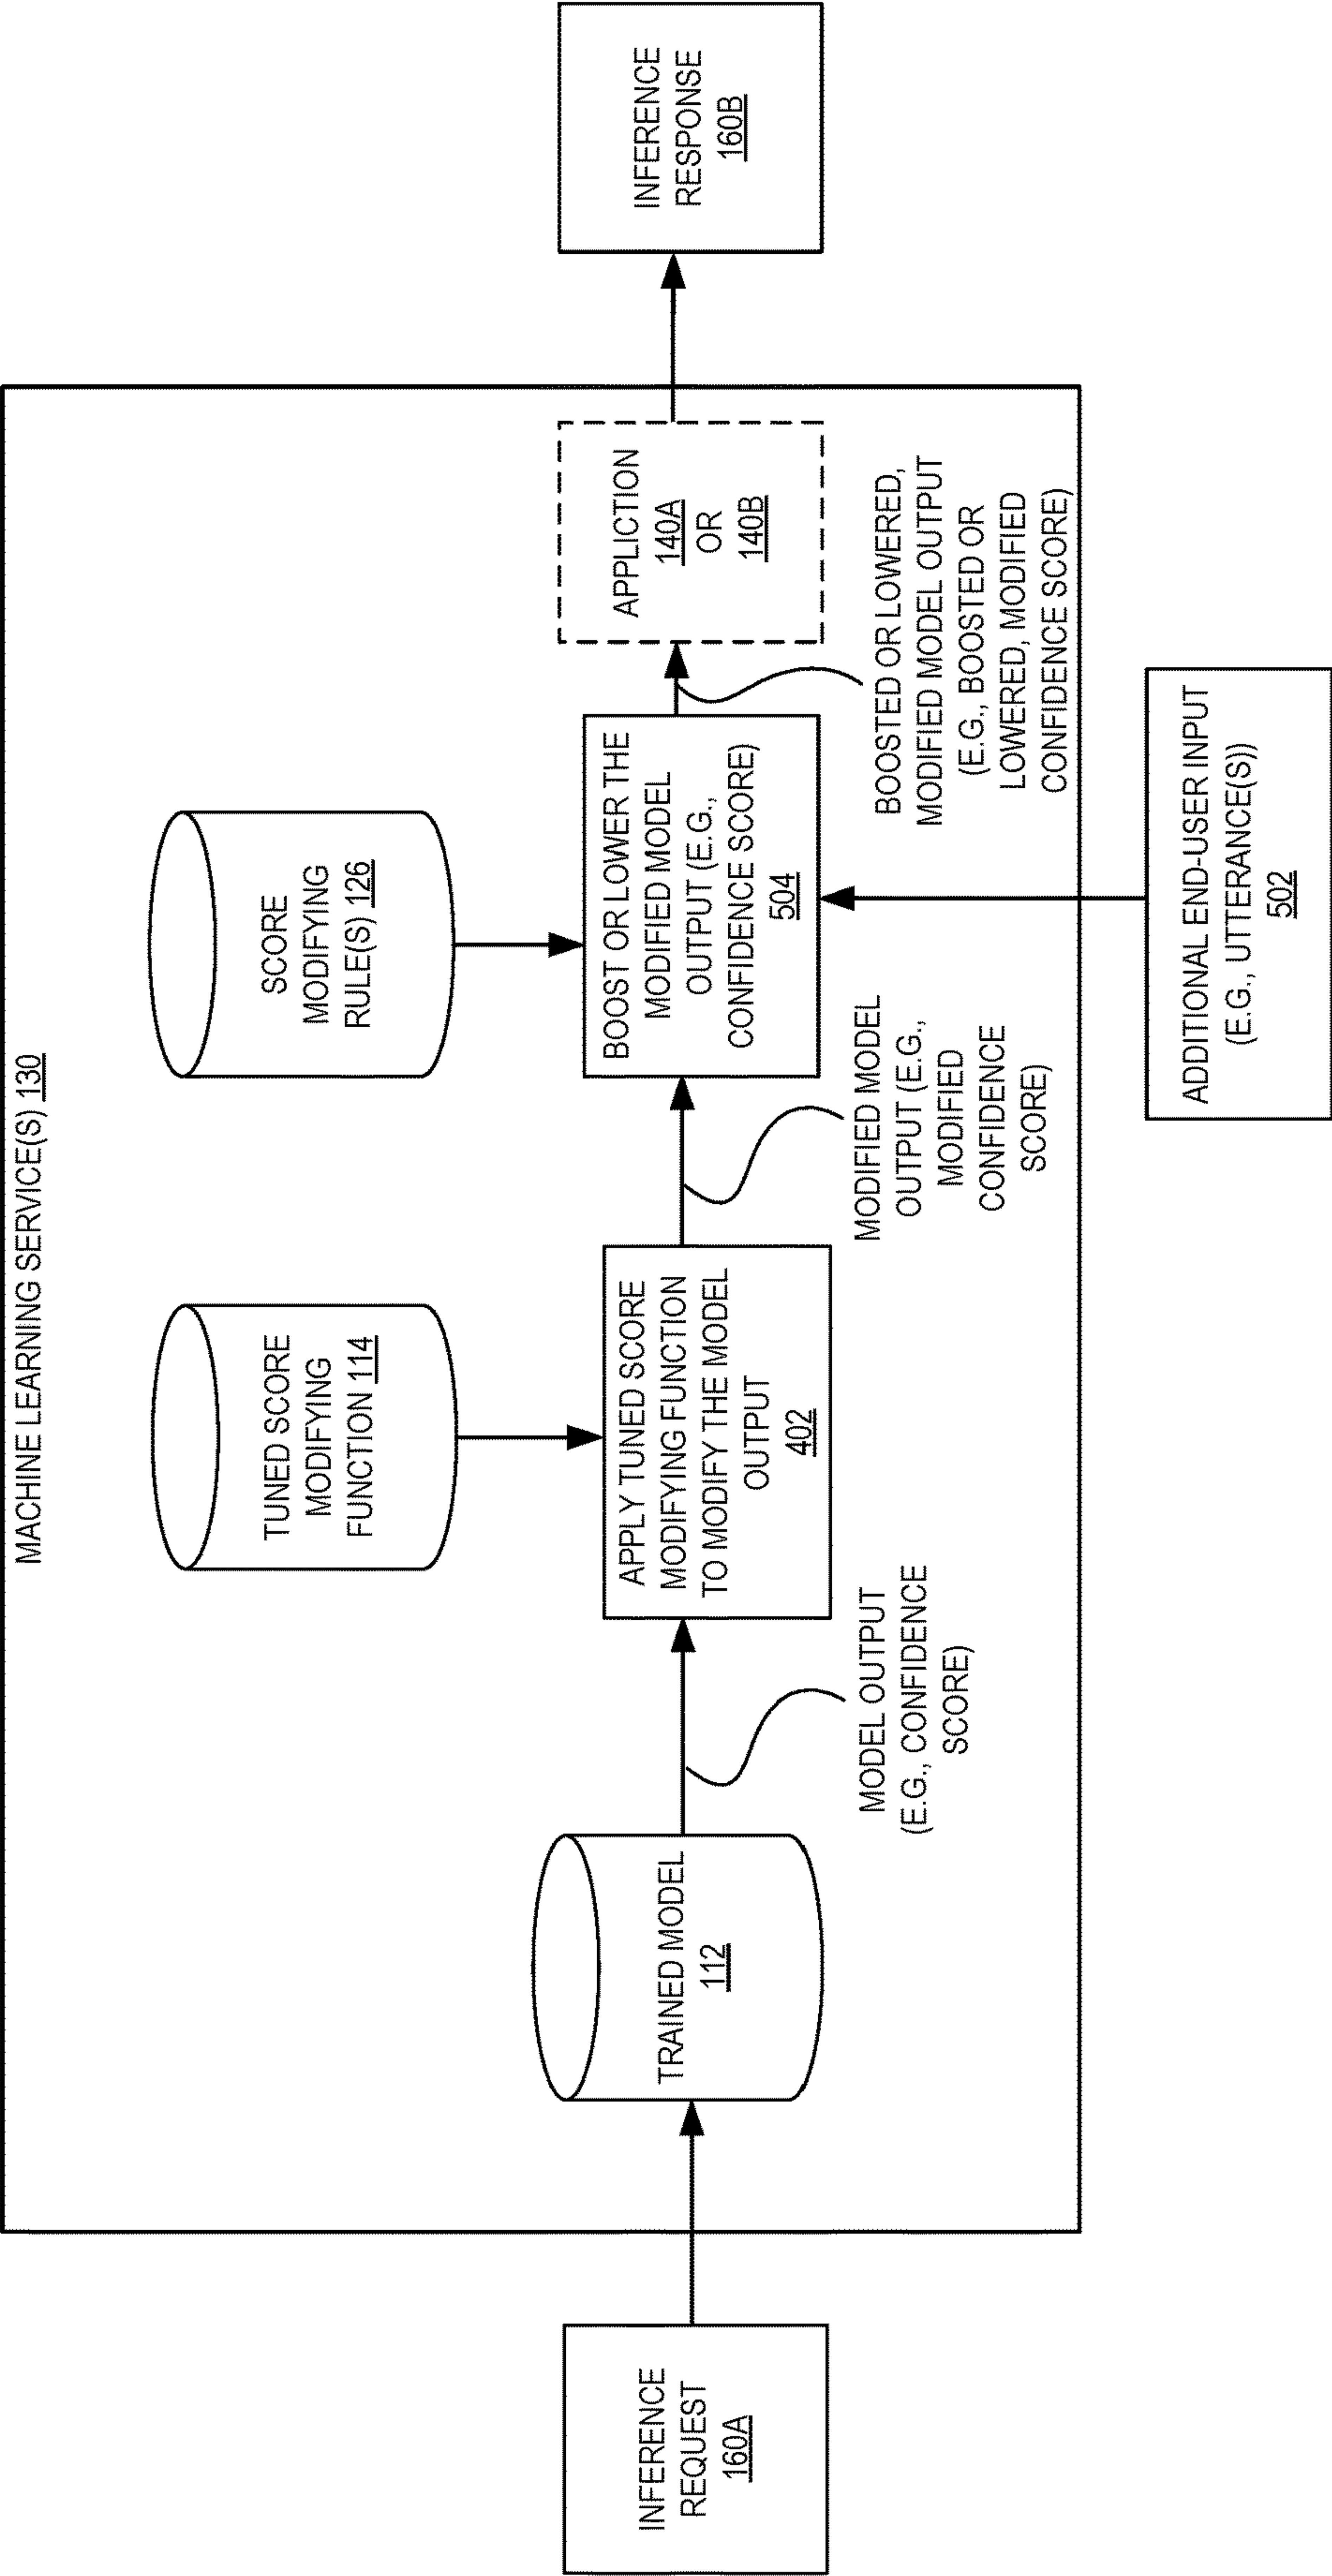 MACHINE LEARNING SERVICE(S) 130
INFERENCE
REQUEST
160A
TRAINED MODEL
112
MODEL OUTPUT
(E.G., CONFIDENCE
SCORE)
TUNED SCORE
MODIFYING
FUNCTION 114
APPLY TUNED SCORE
MODIFYING FUNCTION
TO MODIFY THE MODEL
OUTPUT
402
MODIFIED MODEL
OUTPUT (E.G.,
MODIFIED
CONFIDENCE
SCORE)
SCORE
MODIFYING
RULE(S) 126
BOOST OR LOWER THE
MODIFIED MODEL
OUTPUT (E.G.,
CONFIDENCE SCORE)
504
ADDITIONAL END-USER INPUT
(E.G., UTTERANCE(S))
502
BOOSTED OR LOWERED,
MODIFIED MODEL OUTPUT
(E.G., BOOSTED OR
LOWERED, MODIFIED
CONFIDENCE SCORE)
APPLICTION
140A
OR
140B
INFERENCE
RESPONSE
160B